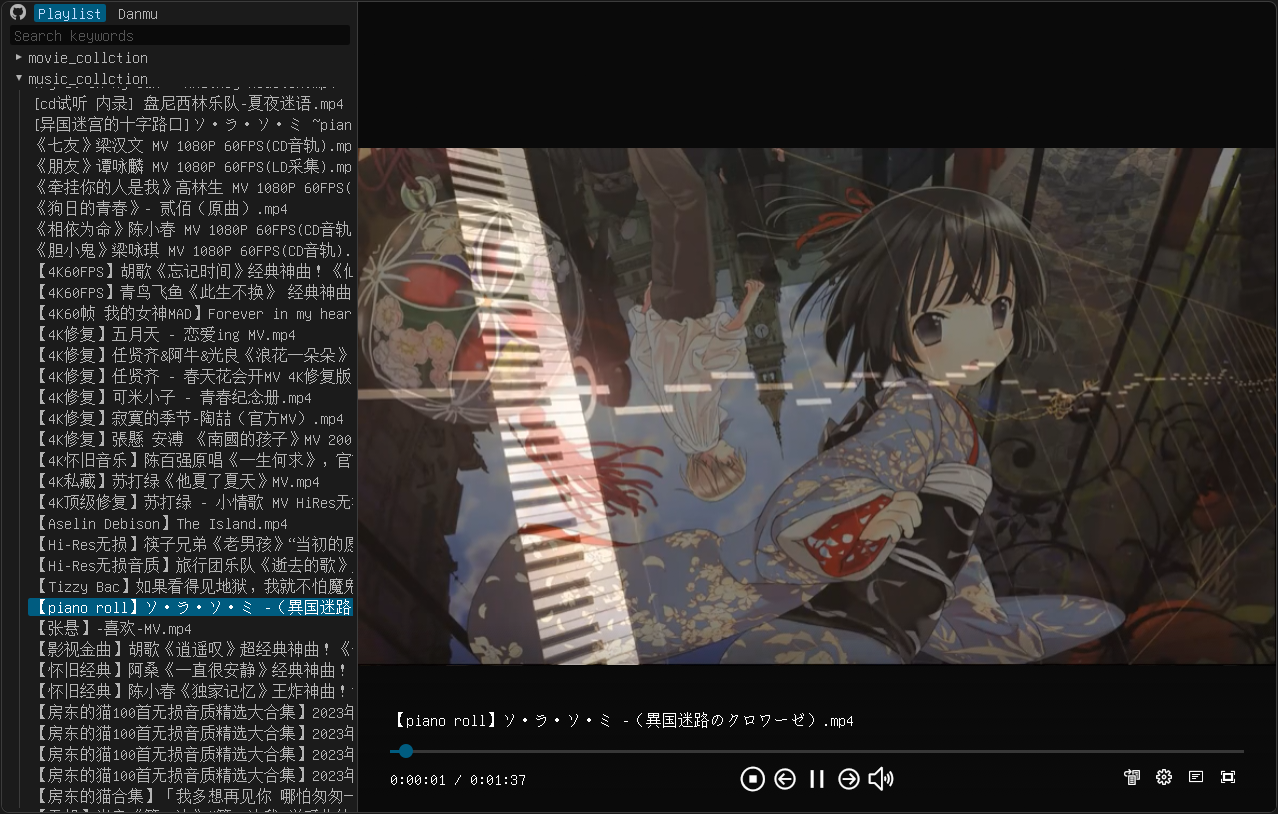 Playlist Danmu
Search keywords
movie_collction
music_collction
[cd试听 内录] 盘尼西林乐队-夏夜迷语.mp4
[异国迷宫的十字路口]ソ・ラ・ソ・ミ ~pian
《七友》梁汉文 MV 1080P 60FPS(CD音轨).mp
《朋友》谭咏麟 MV 1080P 60FPS(LD采集).mp
《牵挂你的人是我》高林生 MV 1080P 60FPS(
《狗日的青春》- 贰佰（原曲）.mp4
《相依为命》陈小春 MV 1080P 60FPS(CD音轨
《胆小鬼》梁咏琪 MV 1080P 60FPS(CD音轨).
【4K60FPS】胡歌《忘记时间》经典神曲！《仙
【4K60FPS】青鸟飞鱼《此生不换》 经典神曲
【4K60帧 我的女神MAD】Forever in my hear
【4K修复】五月天 - 恋爱ing MV.mp4
【4K修复】任贤齐&阿牛&光良《浪花一朵朵》
【4K修复】任贤齐 - 春天花会开MV 4K修复版
【4K修复】可米小子 - 青春纪念册.mp4
【4K修复】寂寞的季节-陶喆（官方MV）.mp4
【4K修复】張懸 安溥 《南國的孩子》MV 200
【4K怀旧音乐】陈百强原唱《一生何求》，官
【4K私藏】苏打绿《他夏了夏天》MV.mp4
【4K顶级修复】苏打绿 - 小情歌 MV HiRes无
【Aselin Debison】The Island.mp4
【Hi-Res无损】筷子兄弟《老男孩》“当初的愿
【Hi-Res无损音质】旅行团乐队《逝去的歌》
【Tizzy Bac】如果看得见地狱，我就不怕魔鬼
【piano roll】ソ・ラ・ソ・ミ -（異国迷路
【张悬】-喜欢-MV.mp4
【影视金曲】胡歌《逍遥叹》超经典神曲！《
【怀旧经典】阿桑《一直很安静》经典神曲！
【怀旧经典】陈小春《独家记忆》王炸神曲！
【房东的猫100首无损音质精选大合集】2023年
【房东的猫100首无损音质精选大合集】2023年
【房东的猫100首无损音质精选大合集】2023年
【房东的猫100首无损音质精选大合集】2023年
【房东的猫合集】「我多想再见你 哪怕匆匆一
【piano roll】ソ・ラ・ソ・ミ -（異国迷路のクロワーゼ）.mp4
0:00:01 / 0:01:37